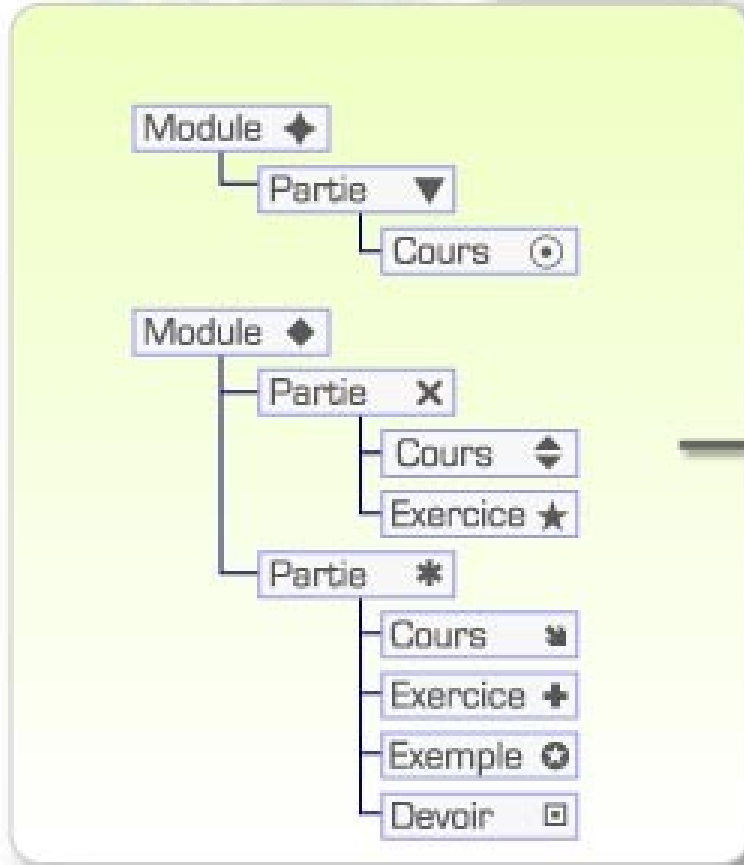 Module
Partie
Cours
Module
Partie
Cours
Exercice
Partie
Cours
Exercice
Exemple
Devoir